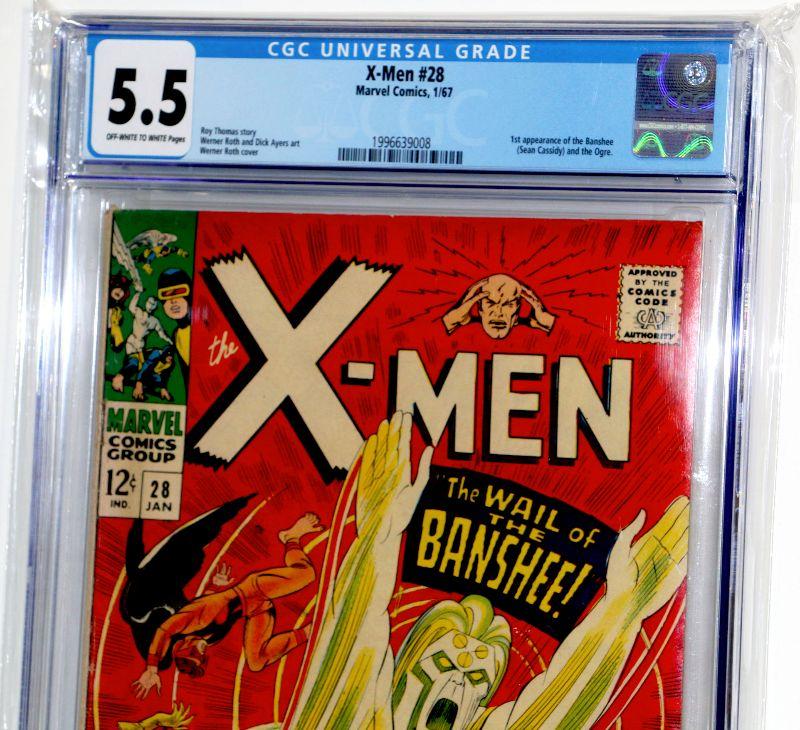 CGC UNIVERSAL GRADE
5.5
OFF-WHITE TO WHITE Pages
X-Men #28
Marvel Comics, 1/67
Roy Thomas story
Werner Roth and Dick Ayers art
Werner Roth cover
1996639008
1st appearance of the Banshee
(Sean Cassidy) and the Ogre.
CGC
the
X-MEN
APPROVED
BY THE
COMICS
CODE
CA
AUTHORITY
MARVEL
COMICS
GROUP
12¢
IND.
28
JAN
"The WAIL of
THE
BANSHEE!"